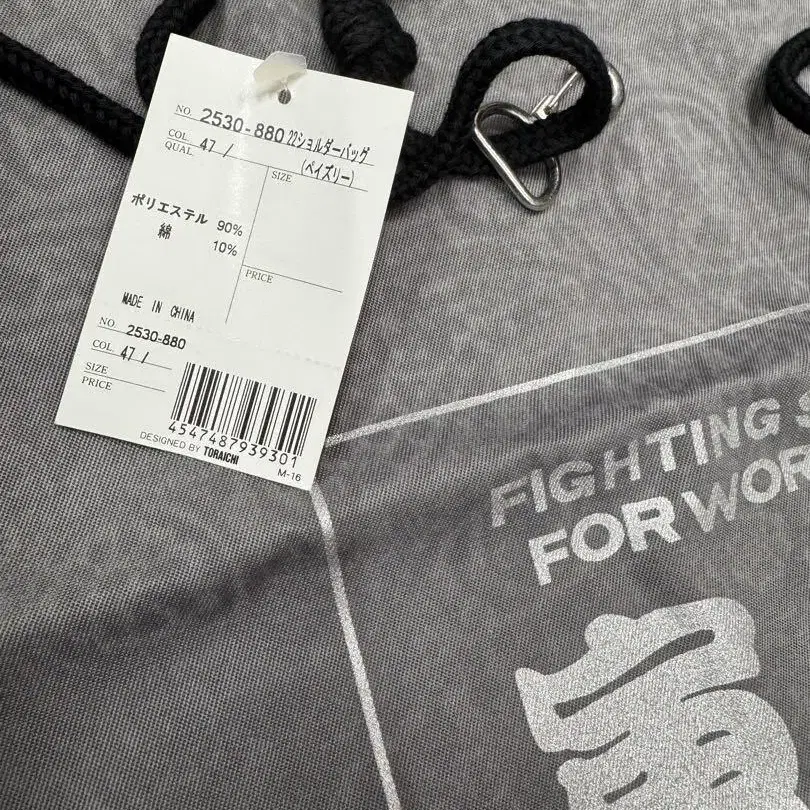 NO. 2530-880 22ショルダーバッグ
(ペイズリー)
COL. 47 /
QUAL.
SIZE
ポリエステル 90%
綿 10%
PRICE
MADE IN CHINA
NO. 2530-880
COL. 47 /
SIZE
PRICE
4547487939301
DESIGNED BY TORAICHI
M-16
FIGHTING
FOR
寅